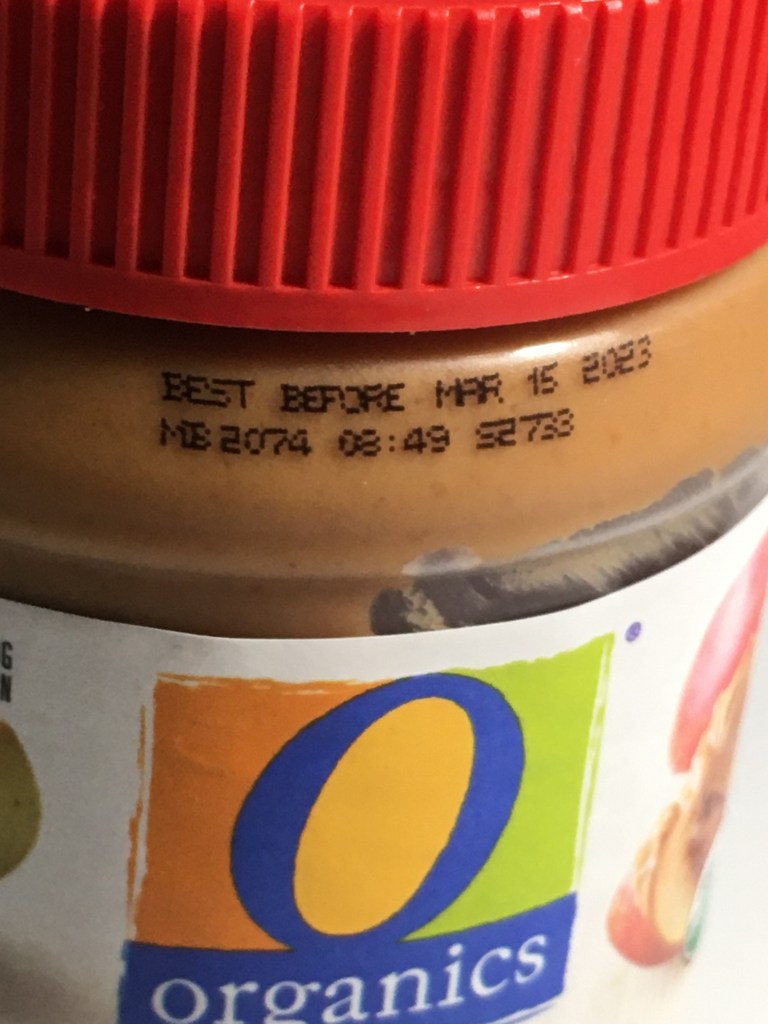 BEST BEFORE MAR 15 2023
MB2074 08:49 S2733
G
N
O
organics